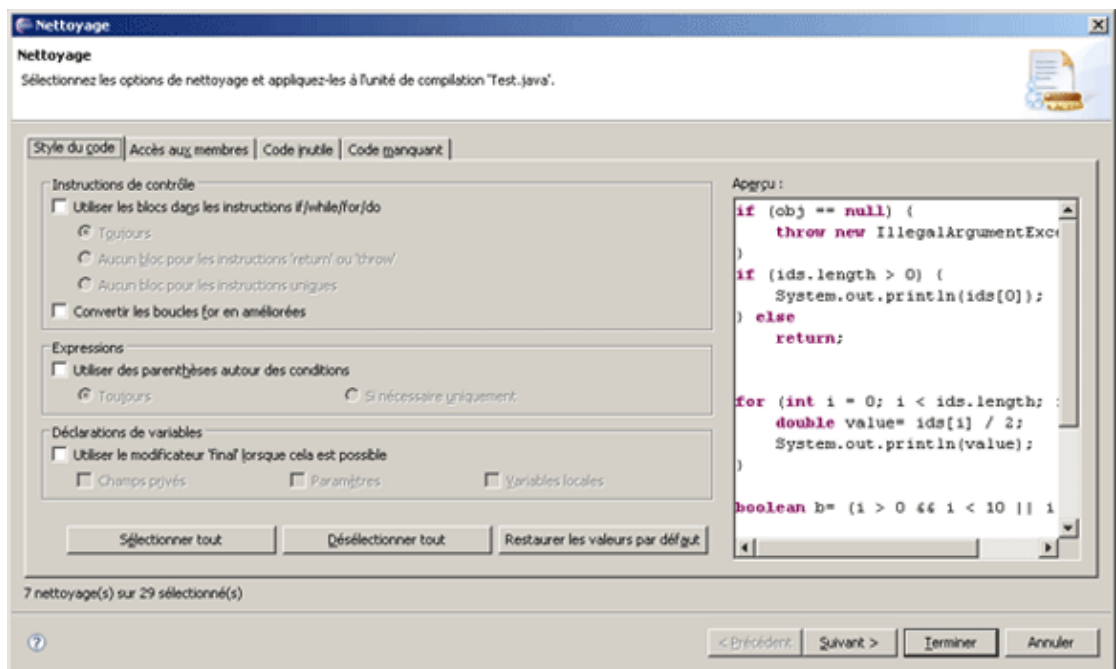 Nettoyage
Nettoyage
Sélectionnez les options de nettoyage et appliquez-les à l'unité de compilation 'Test.java'.
Style du code
Accès aux membres
Code inutile
Code manquant
Instructions de contrôle
Utiliser les blocs dans les instructions if/while/for/do
Toujours
Aucun bloc pour les instructions 'return' ou 'throw'
Aucun bloc pour les instructions uniques
Convertir les boucles for en améliorées
Expressions
Utiliser des parenthèses autour des conditions
Toujours
Si nécessaire uniquement
Déclarations de variables
Utiliser le modificateur 'final' lorsque cela est possible
Champs privés
Paramètres
Variables locales
Sélectionner tout
Désélectionner tout
Restaurer les valeurs par défaut
Aperçu :
if (obj == null) {
throw new IllegalArgumentExce
}
if (ids.length > 0) {
System.out.println(ids[0]);
} else
return;
for (int i = 0; i < ids.length; i
double value= ids[i] / 2;
System.out.println(value);
}
boolean b= (i > 0 && i < 10 || i
7 nettoyage(s) sur 29 sélectionné(s)
< Précédent
Suivant >
Terminer
Annuler